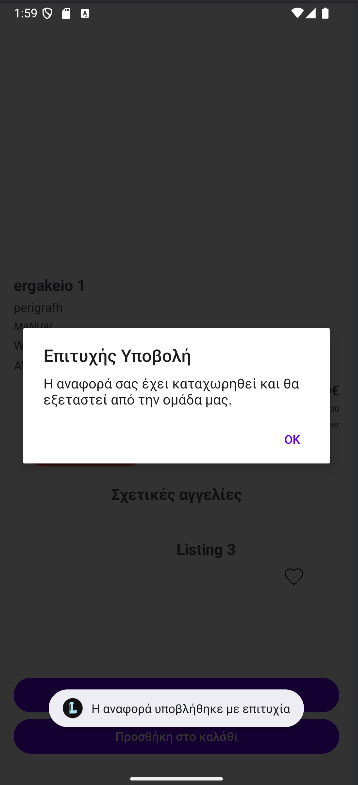 1:59
ergakeio 1
perigrafh
MANUAL
W
A
€
Επιτυχής Υποβολή
Η αναφορά σας έχει καταχωρηθεί και θα
εξεταστεί από την ομάδα μας.
OK
Σχετικές αγγελίες
Listing 3
Η αναφορά υποβλήθηκε με επιτυχία
Προσθήκη στο καλάθι